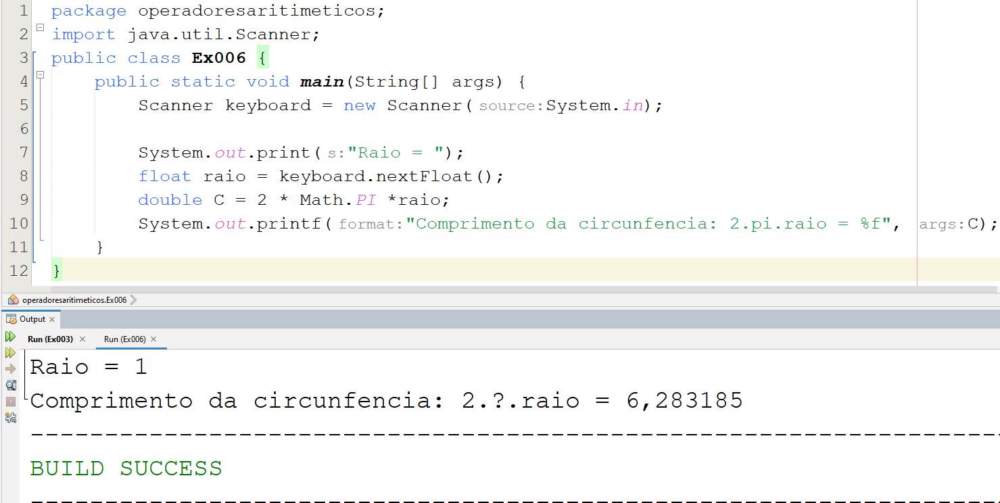 1 package operadoresaritimeticos;
2 import java.util.Scanner;
3 public class Ex006 {
4 public static void main(String[] args) {
5 Scanner keyboard = new Scanner( source:System.in);
6
7 System.out.print( s:"Raio = ");
8 float raio = keyboard.nextFloat();
9 double C = 2 * Math.PI *raio;
10 System.out.printf( format:"Comprimento da circunfencia: 2.pi.raio = %f", args:C);
11 }
12 }
operadoresaritimeticos.Ex006
Output ×
Run (Ex003) × Run (Ex006) ×
Raio = 1
Comprimento da circunfencia: 2.?.raio = 6,283185
------------------------------------------------------------------------
BUILD SUCCESS
------------------------------------------------------------------------